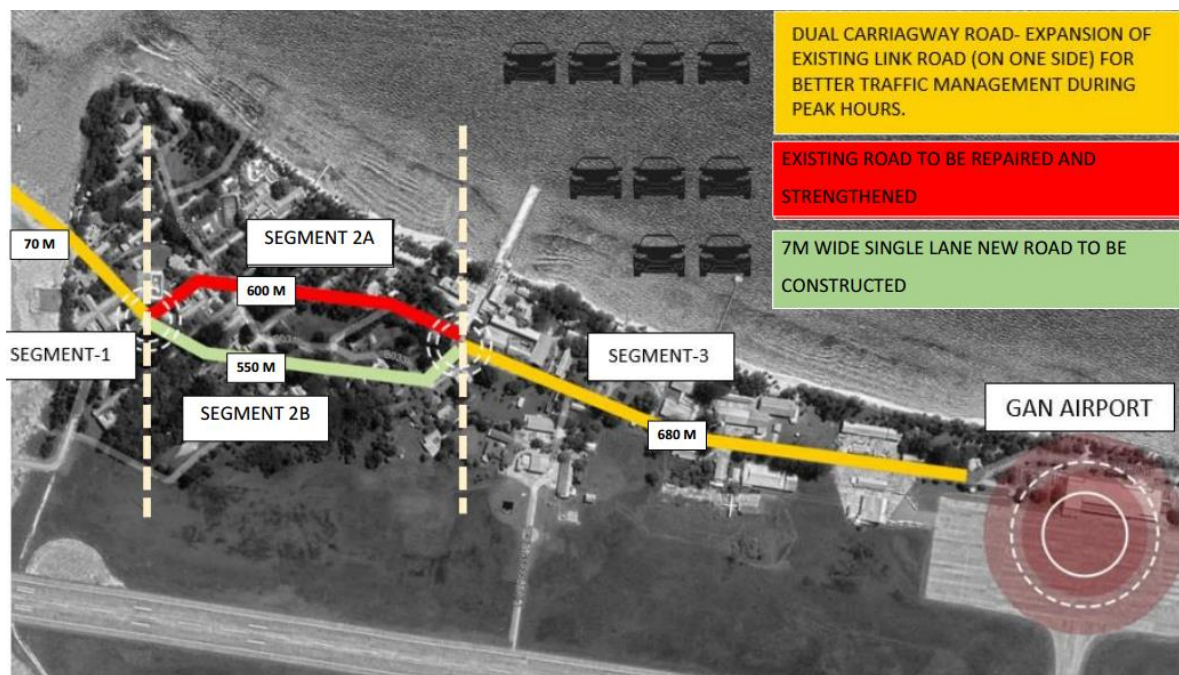 DUAL CARRIAGWAY ROAD- EXPANSION OF
EXISTING LINK ROAD (ON ONE SIDE) FOR
BETTER TRAFFIC MANAGEMENT DURING
PEAK HOURS.
EXISTING ROAD TO BE REPAIRED AND
STRENGTHENED
7M WIDE SINGLE LANE NEW ROAD TO BE
CONSTRUCTED
70 M
SEGMENT 2A
600 M
SEGMENT-1
550 M
SEGMENT 2B
SEGMENT-3
680 M
GAN AIRPORT